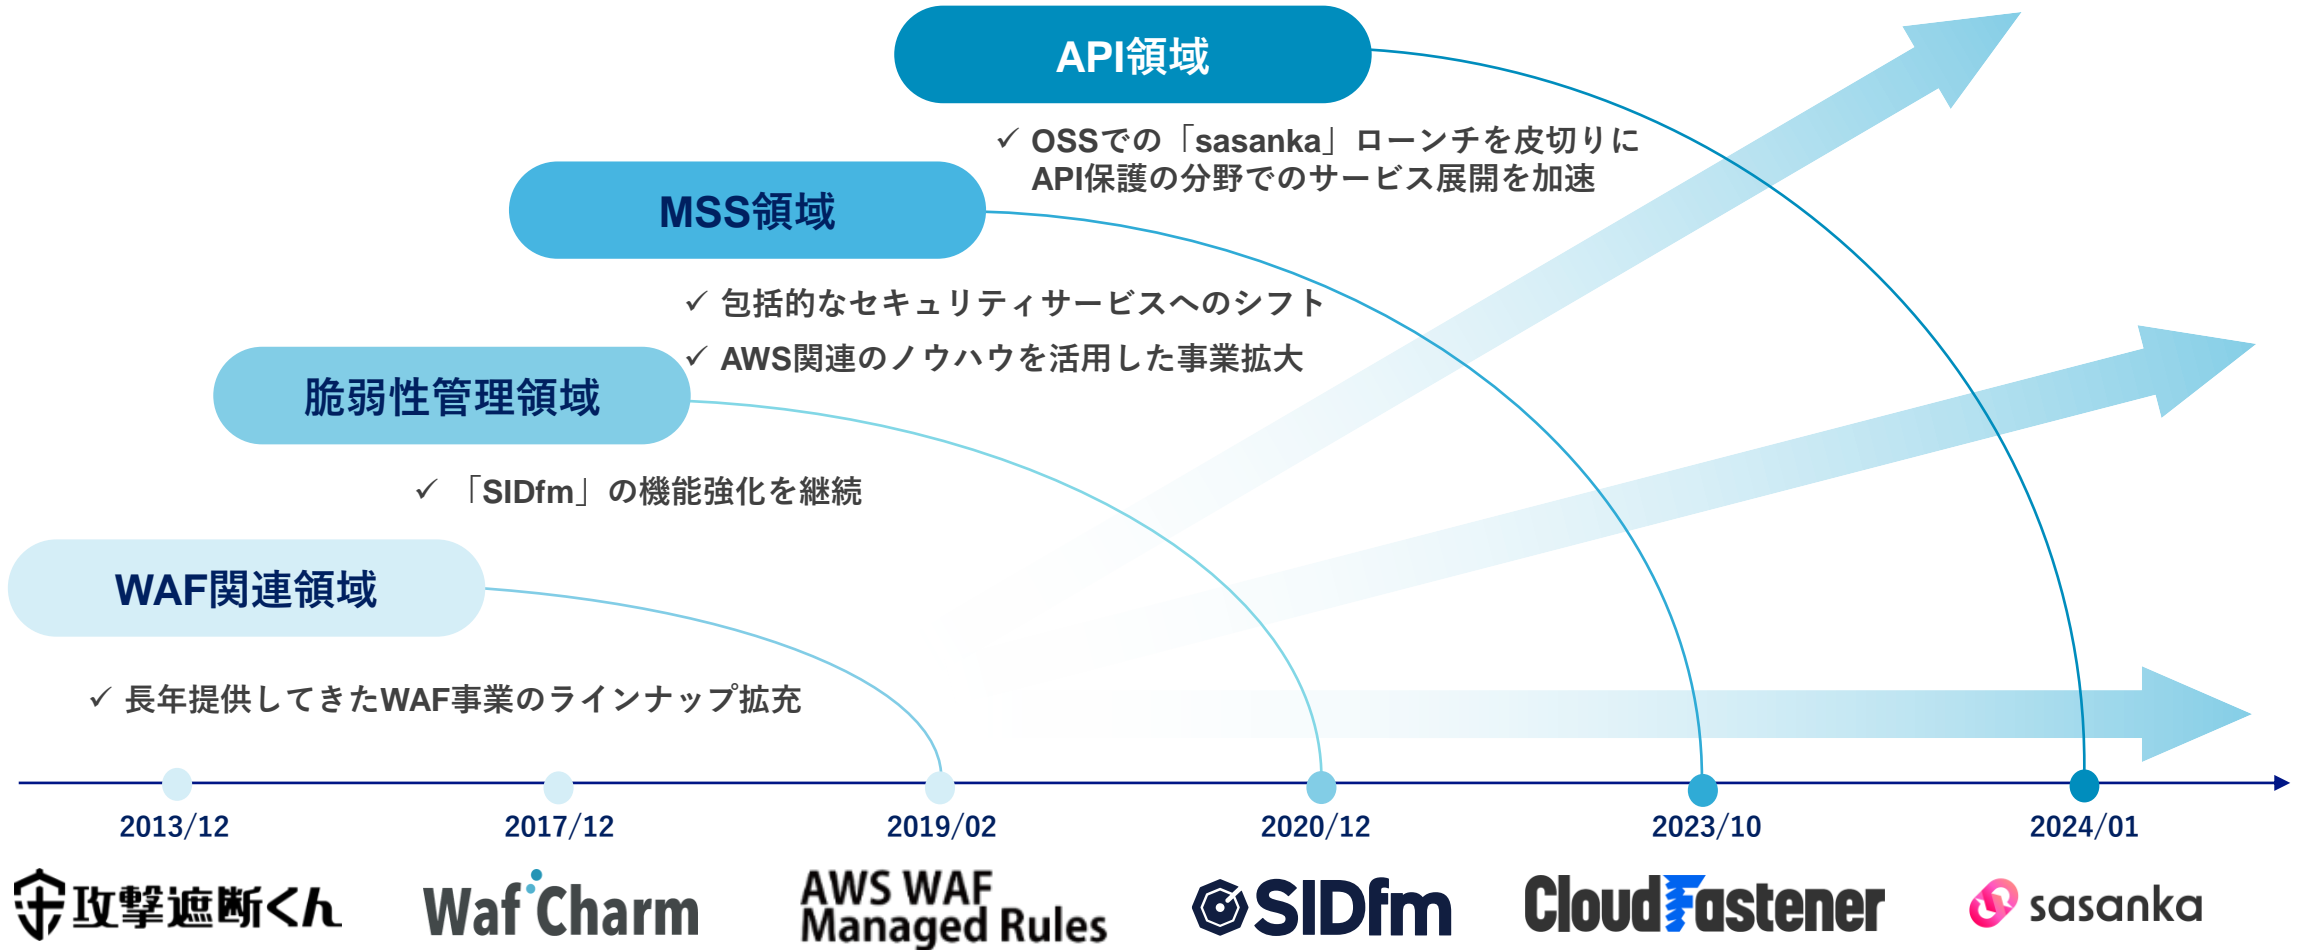 API領域
✓ OSSでの「sasanka」ローンチを皮切りに
API保護の分野でのサービス展開を加速
MSS領域
✓ 包括的なセキュリティサービスへのシフト
✓ AWS関連のノウハウを活用した事業拡大
脆弱性管理領域
✓ 「SIDfm」の機能強化を継続
WAF関連領域
✓ 長年提供してきたWAF事業のラインナップ拡充
2013/12
2017/12
2019/02
2020/12
2023/10
2024/01
攻撃遮断くん
WafCharm
AWS WAF
Managed Rules
SIDfm
CloudFastener
sasanka